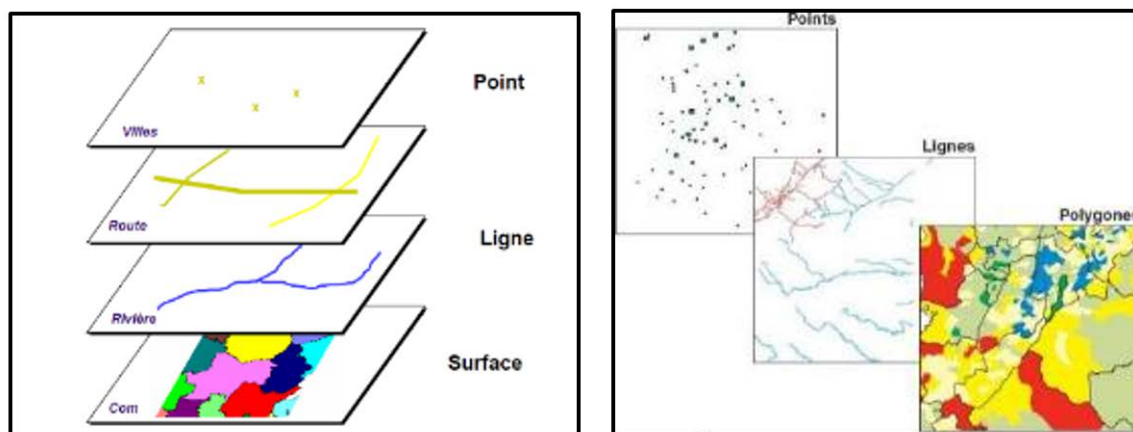 Point
Villes
Route
Ligne
Rivière
Surface
Com
Points
Lignes
Polygones